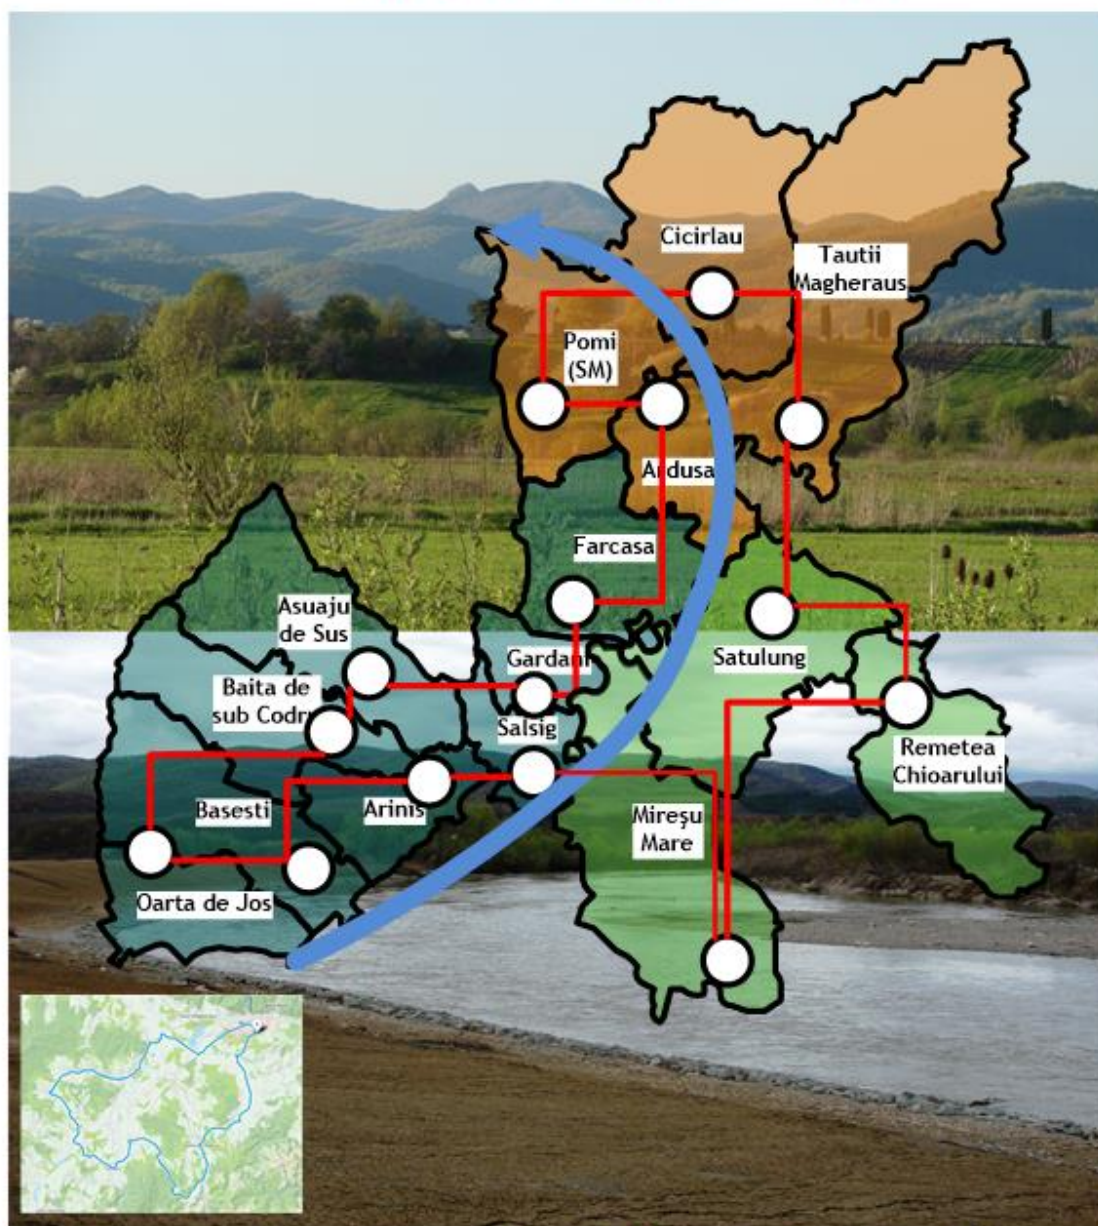 Cicirlau
Tautii
Magheraus
Pomi
(SM)
Ardusa
Farcasa
Asuaju
de Sus
Gardani
Satulung
Baita de
sub Codru
Salsig
Remetea
Chioarului
Basesti
Arinis
Mireşu
Mare
Oarta de Jos